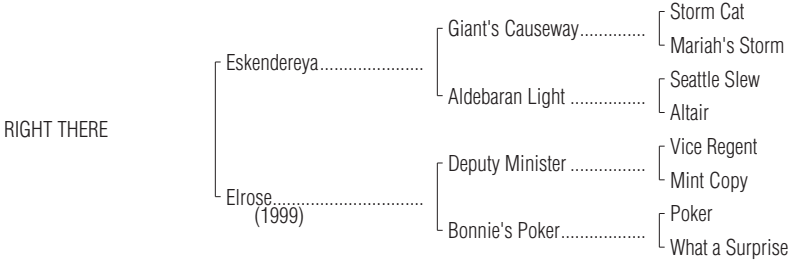 Storm Cat
Giant's Causeway..............
Mariah's Storm
Eskendereya......................
Seattle Slew
Aldebaran Light ................
Altair
RIGHT THERE
Vice Regent
Deputy Minister ................
Mint Copy
Elrose................................
(1999)
Poker
Bonnie's Poker..................
What a Surprise